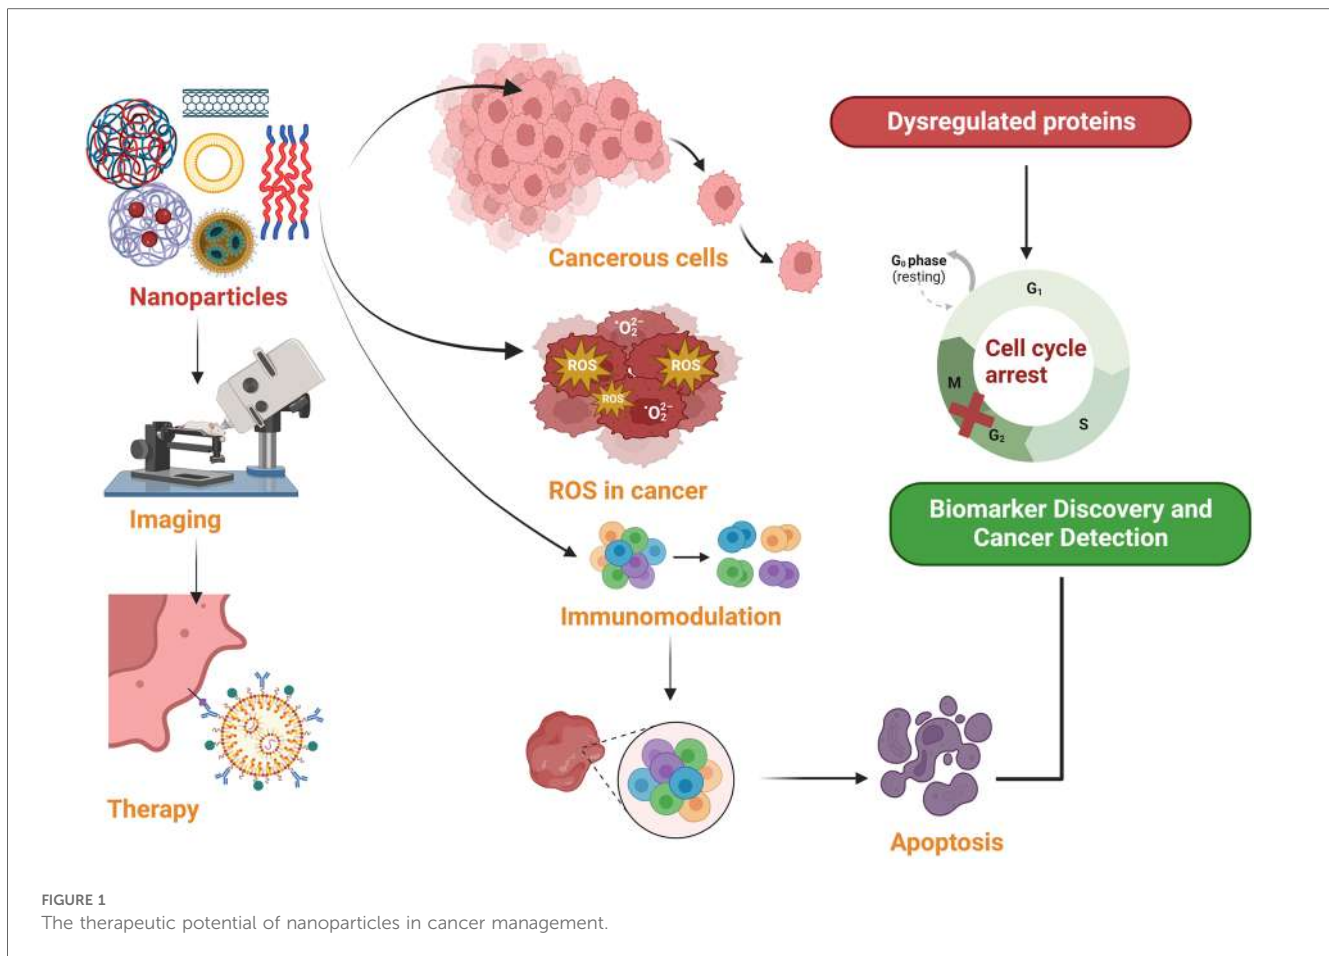 Nanoparticles
Imaging
Therapy
Cancerous cells
•O₂²⁻
ROS
ROS
ROS
•O₂²⁻
ROS in cancer
Immunomodulation
Dysregulated proteins
G₀ phase
(resting)
G₁
Cell cycle
arrest
M
G₂
S
Biomarker Discovery and
Cancer Detection
Apoptosis
FIGURE 1
The therapeutic potential of nanoparticles in cancer management.